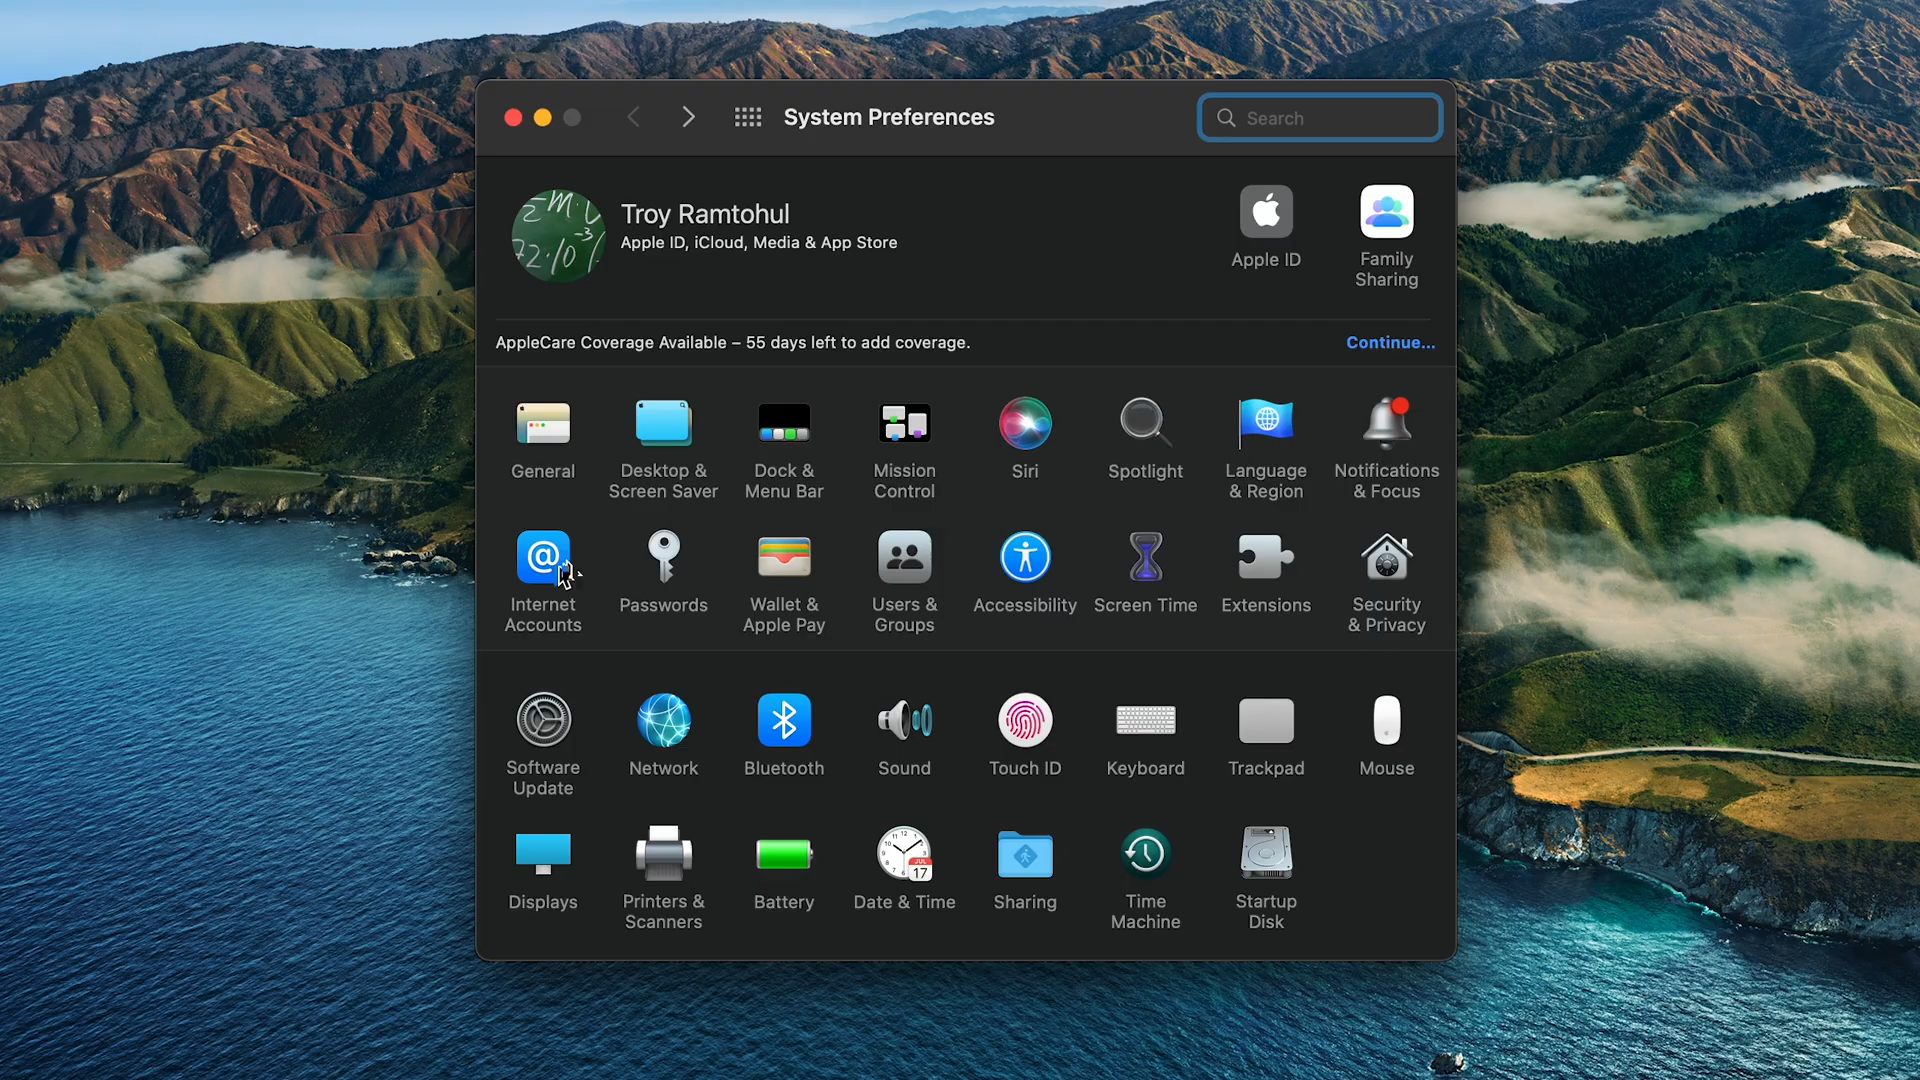 System Preferences
Search
Troy Ramtohul
Apple ID, iCloud, Media & App Store
Apple ID
Family
Sharing
AppleCare Coverage Available – 55 days left to add coverage.
Continue...
General
Desktop &
Screen Saver
Dock &
Menu Bar
Mission
Control
Siri
Spotlight
Language
& Region
Notifications
& Focus
@
Internet
Accounts
Passwords
Wallet &
Apple Pay
Users &
Groups
Accessibility
Screen Time
Extensions
Security
& Privacy
Software
Update
Network
Bluetooth
Sound
Touch ID
Keyboard
Trackpad
Mouse
Displays
Printers &
Scanners
Battery
JUL
17
Date & Time
Sharing
Time
Machine
Startup
Disk